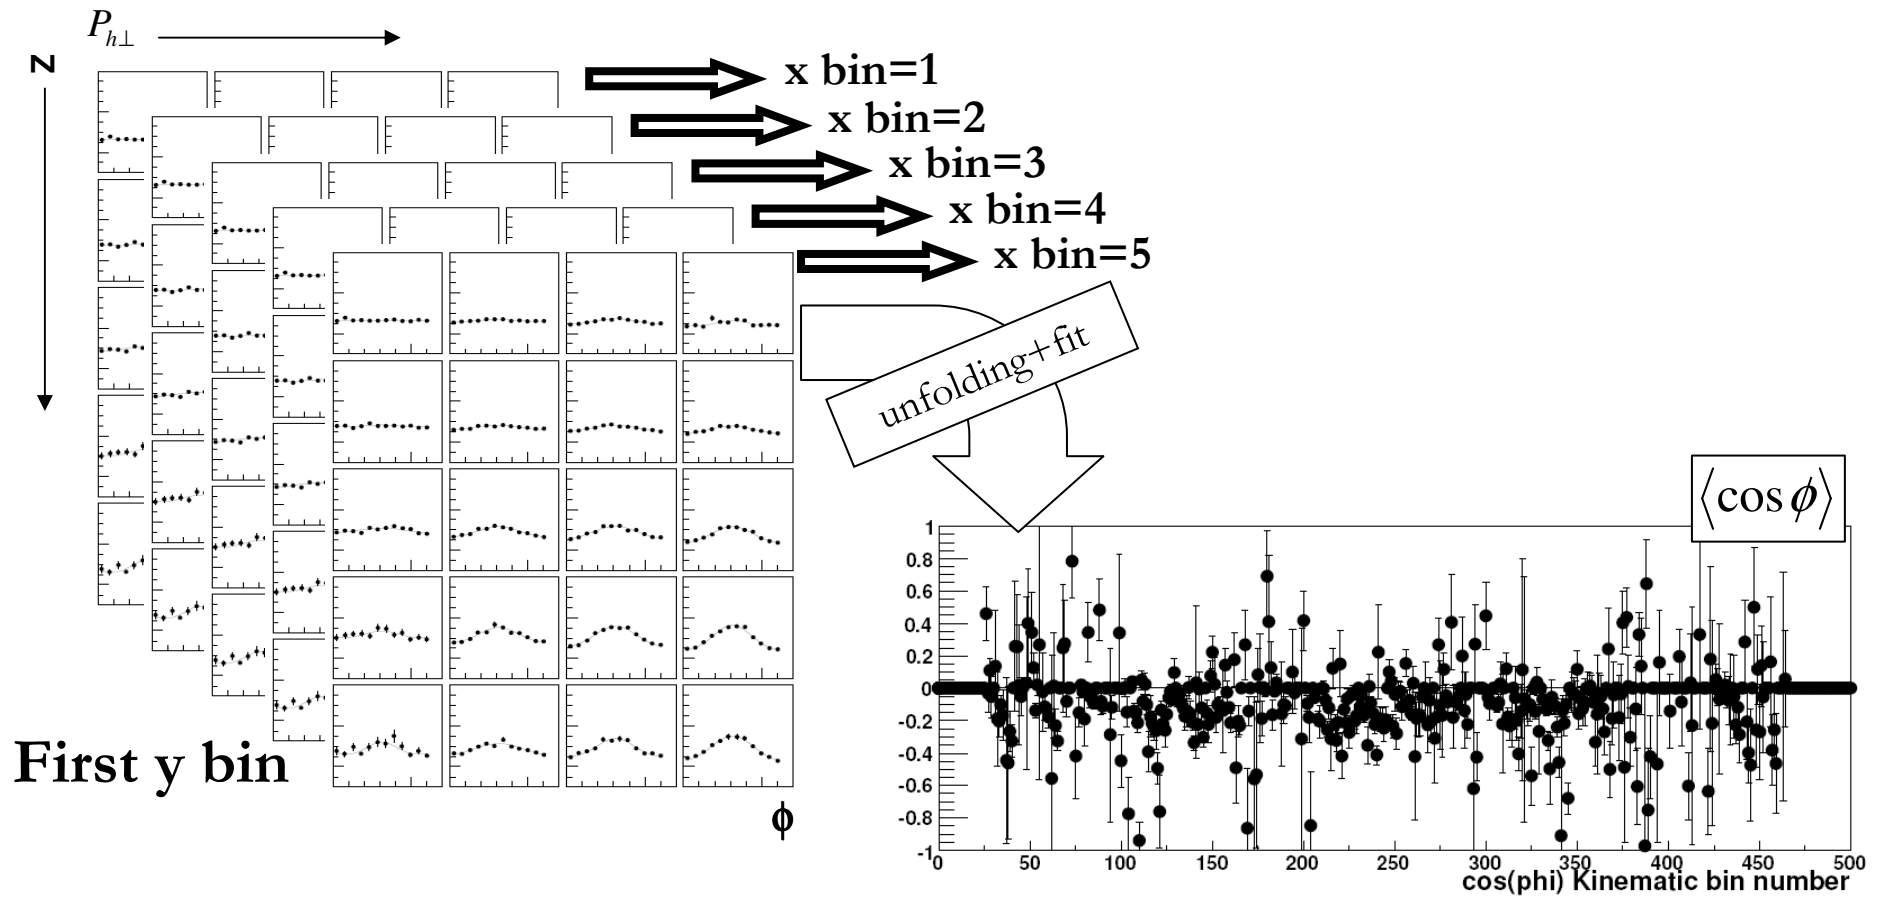 P_{h⊥}
z
x bin=1
x bin=2
x bin=3
x bin=4
x bin=5
unfolding+fit
First y bin
ϕ
⟨cos ϕ⟩
1
0.8
0.6
0.4
0.2
0
-0.2
-0.4
-0.6
-0.8
-1
0 50 100 150 200 250 300 350 400 450 500
cos(phi) Kinematic bin number